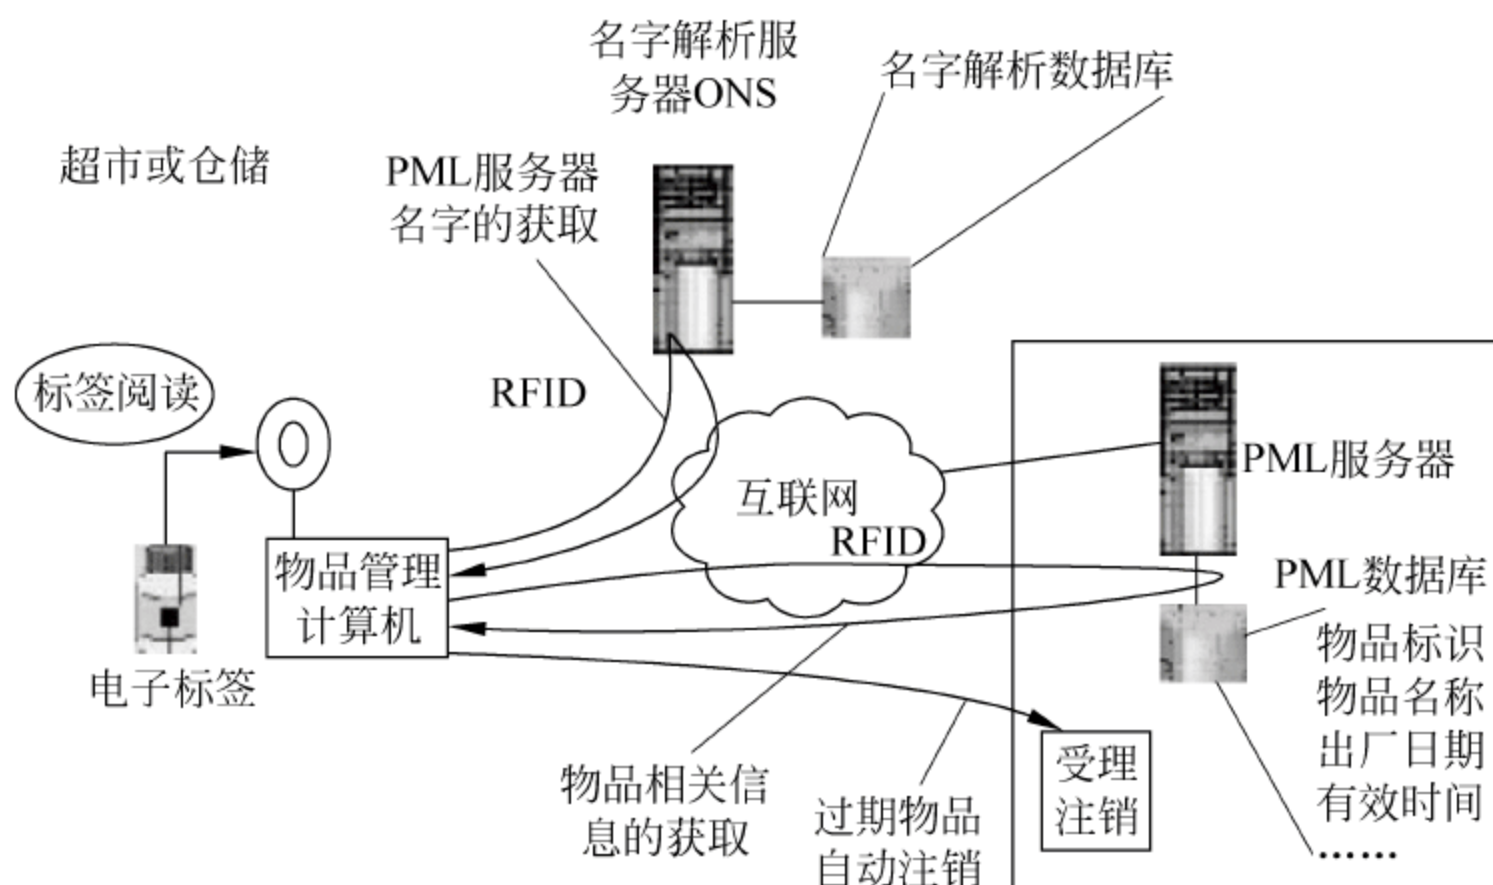 名字解析服
务器ONS
名字解析数据库
超市或仓储
PML服务器
名字的获取
标签阅读
RFID
互联网
RFID
PML服务器
物品管理
计算机
电子标签
PML数据库
物品标识
物品名称
出厂日期
有效时间
……
受理
注销
物品相关信
息的获取
过期物品
自动注销